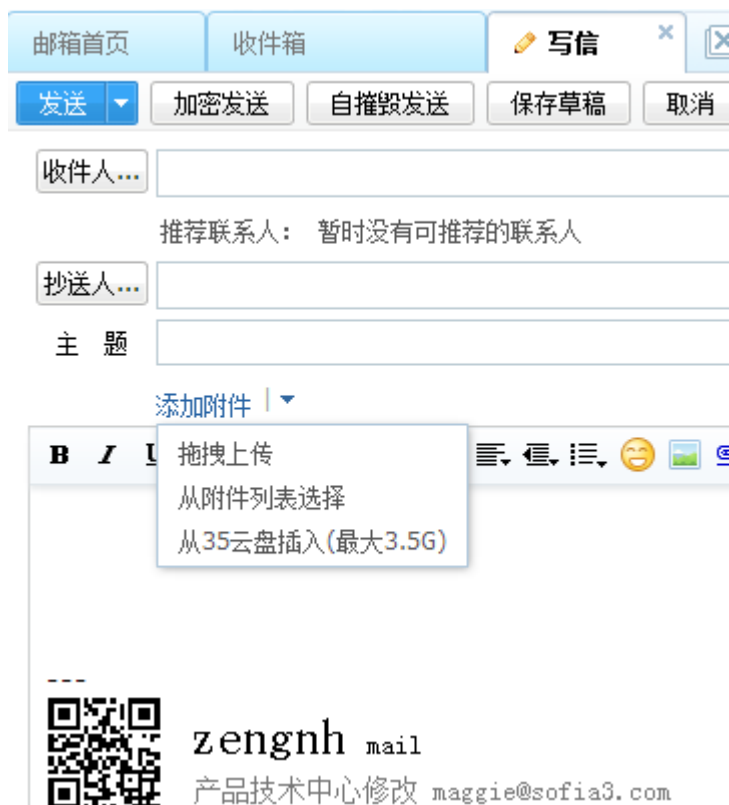 邮箱首页 收件箱 写信
发送 加密发送 自摧毁发送 保存草稿 取消
收件人...
推荐联系人： 暂时没有可推荐的联系人
抄送人...
主 题
添加附件
B I U
拖拽上传
从附件列表选择
从35云盘插入(最大3.5G)
---
zengnh mail
产品技术中心修改 maggie@sofia3.com